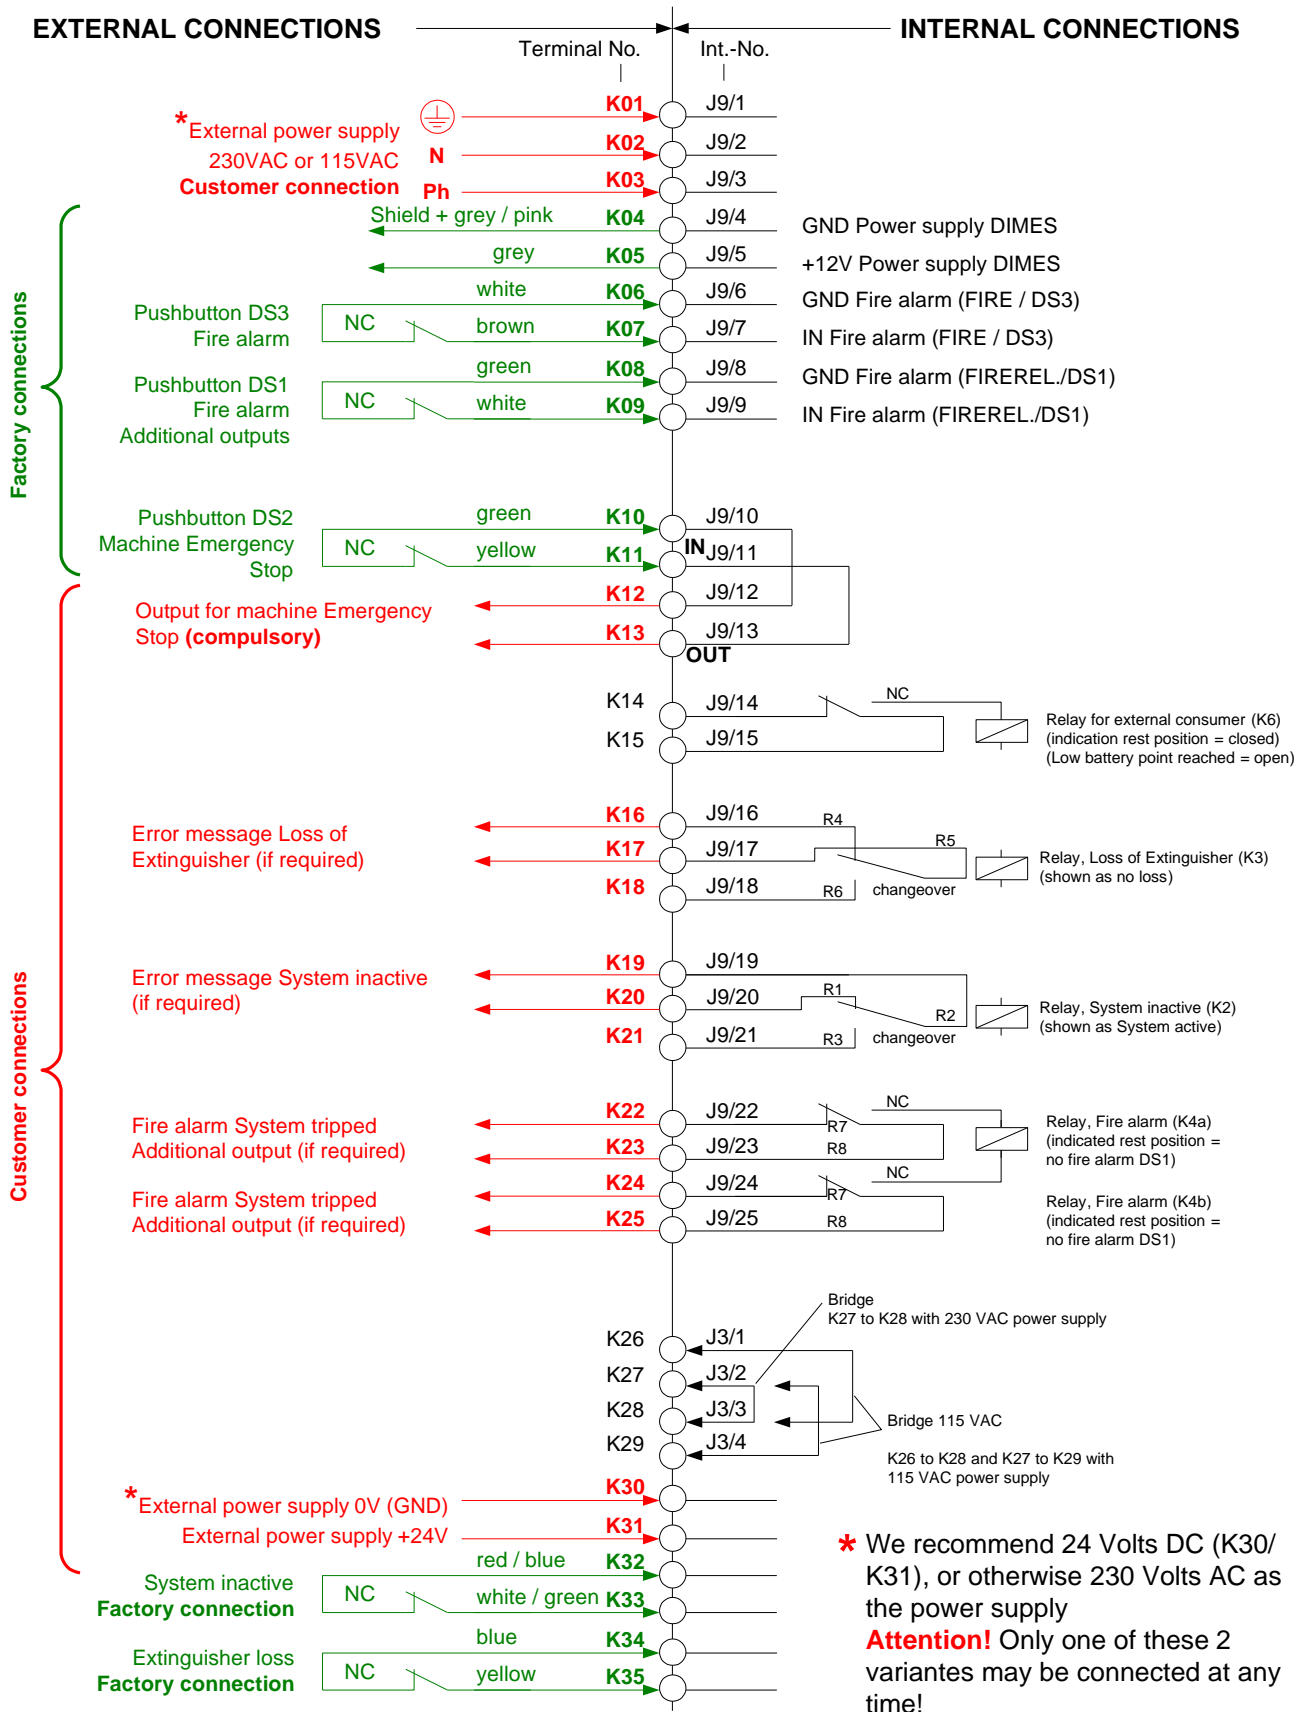 EXTERNAL CONNECTIONS
INTERNAL CONNECTIONS
Terminal No.
Int.-No.
K01
J9/1
*External power supply
230VAC or 115VAC
Customer connection
N
K02
J9/2
Ph
K03
J9/3
Shield + grey / pink
K04
J9/4
GND Power supply DIMES
grey
K05
J9/5
+12V Power supply DIMES
Factory connections
Pushbutton DS3
Fire alarm
NC
white
K06
J9/6
GND Fire alarm (FIRE / DS3)
brown
K07
J9/7
IN Fire alarm (FIRE / DS3)
Pushbutton DS1
Fire alarm
Additional outputs
NC
green
K08
J9/8
GND Fire alarm (FIREREL./DS1)
white
K09
J9/9
IN Fire alarm (FIREREL./DS1)
Pushbutton DS2
Machine Emergency
Stop
NC
green
K10
J9/10
yellow
K11
IN
J9/11
Output for machine Emergency
Stop (compulsory)
K12
J9/12
K13
J9/13
OUT
K14
J9/14
NC
K15
J9/15
Relay for external consumer (K6)
(indication rest position = closed)
(Low battery point reached = open)
Customer connections
Error message Loss of
Extinguisher (if required)
K16
J9/16
R4
K17
J9/17
R5
K18
J9/18
R6
changeover
Relay, Loss of Extinguisher (K3)
(shown as no loss)
Error message System inactive
(if required)
K19
J9/19
K20
J9/20
R1
R2
K21
J9/21
R3
changeover
Relay, System inactive (K2)
(shown as System active)
Fire alarm System tripped
Additional output (if required)
K22
J9/22
R7
NC
K23
J9/23
R8
Relay, Fire alarm (K4a)
(indicated rest position =
no fire alarm DS1)
Fire alarm System tripped
Additional output (if required)
K24
J9/24
R7
NC
K25
J9/25
R8
Relay, Fire alarm (K4b)
(indicated rest position =
no fire alarm DS1)
Bridge
K27 to K28 with 230 VAC power supply
K26
J3/1
K27
J3/2
K28
J3/3
K29
J3/4
Bridge 115 VAC
K26 to K28 and K27 to K29 with
115 VAC power supply
*External power supply 0V (GND)
K30
External power supply +24V
K31
System inactive
Factory connection
NC
red / blue
K32
white / green
K33
Extinguisher loss
Factory connection
NC
blue
K34
yellow
K35
* We recommend 24 Volts DC (K30/
K31), or otherwise 230 Volts AC as
the power supply
Attention! Only one of these 2
variantes may be connected at any
time!